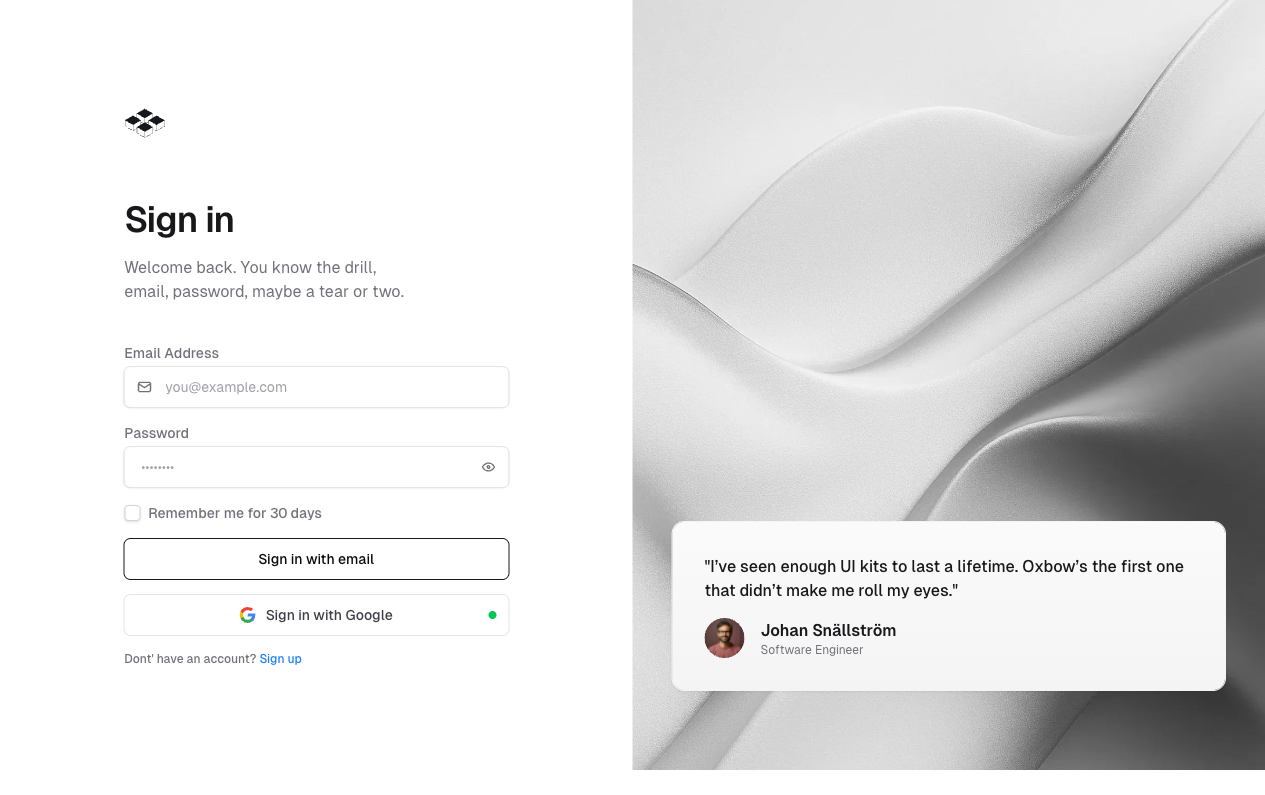 Sign in
Welcome back. You know the drill,
email, password, maybe a tear or two.
Email Address
you@example.com
Password
••••••••
Remember me for 30 days
Sign in with email
Sign in with Google
Dont' have an account? Sign up
"I’ve seen enough UI kits to last a lifetime. Oxbow’s the first one
that didn’t make me roll my eyes."
Johan Snällström
Software Engineer